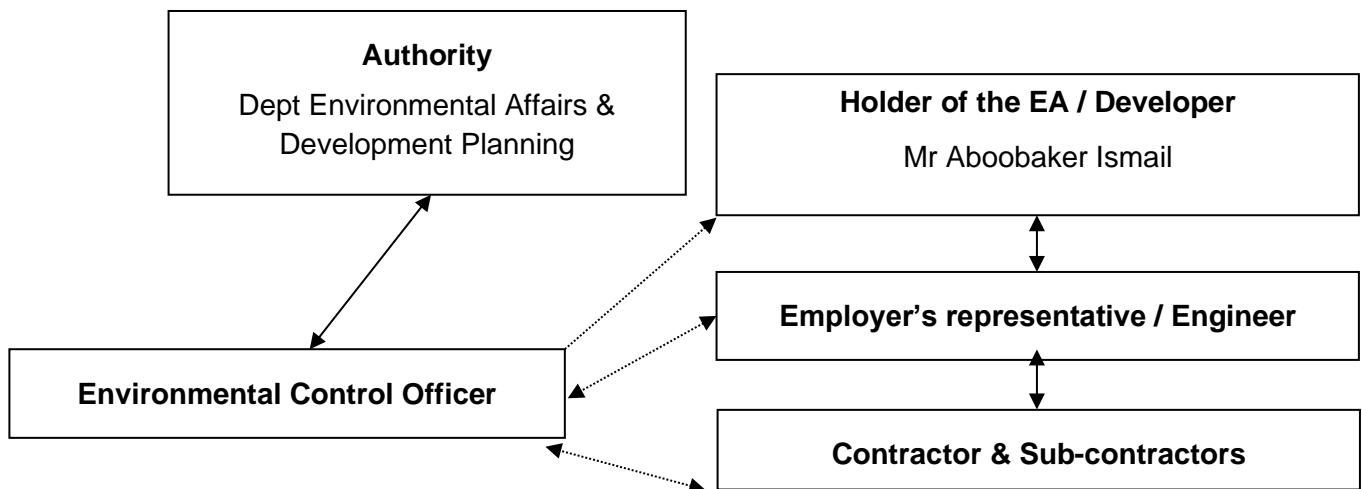 Authority
Dept Environmental Affairs &
Development Planning
Holder of the EA / Developer
Mr Aboobaker Ismail
Employer’s representative / Engineer
Environmental Control Officer
Contractor & Sub-contractors